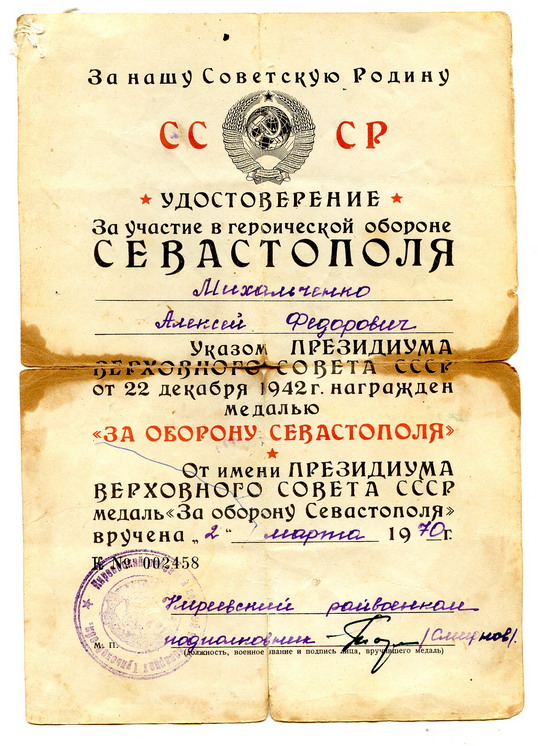 За нашу Советскую Родину
СС СР
УДОСТОВЕРЕНИЕ
За участие в героической обороне
СЕВАСТОПОЛЯ
Михальченко
Алексей Федорович
Указом ПРЕЗИДИУМА
ВЕРХОВНОГО СОВЕТА СССР
от 22 декабря 1942 г. награжден
медалью
«ЗА ОБОРОНУ СЕВАСТОПОЛЯ»
От имени ПРЕЗИДИУМА
ВЕРХОВНОГО СОВЕТА СССР
медаль «За оборону Севастополя»
вручена „2“ марта 1970 г.
К № 002458
Киреевский райвоенком
подполковник /Смирнов/.
М. П. (должность, военное звание и подпись лица, вручившего медаль)